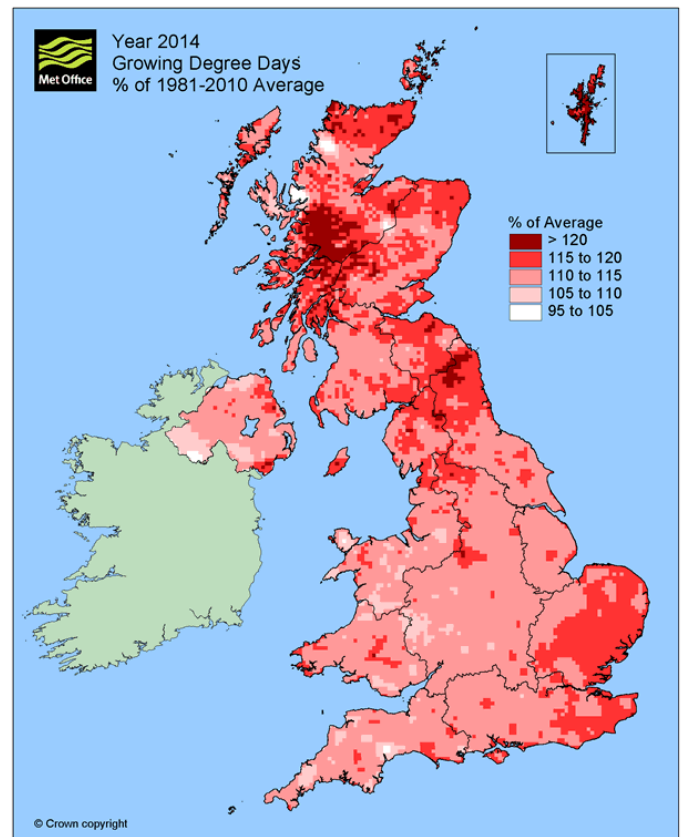 Met Office
Year 2014
Growing Degree Days
% of 1981-2010 Average
% of Average
> 120
115 to 120
110 to 115
105 to 110
95 to 105
© Crown copyright